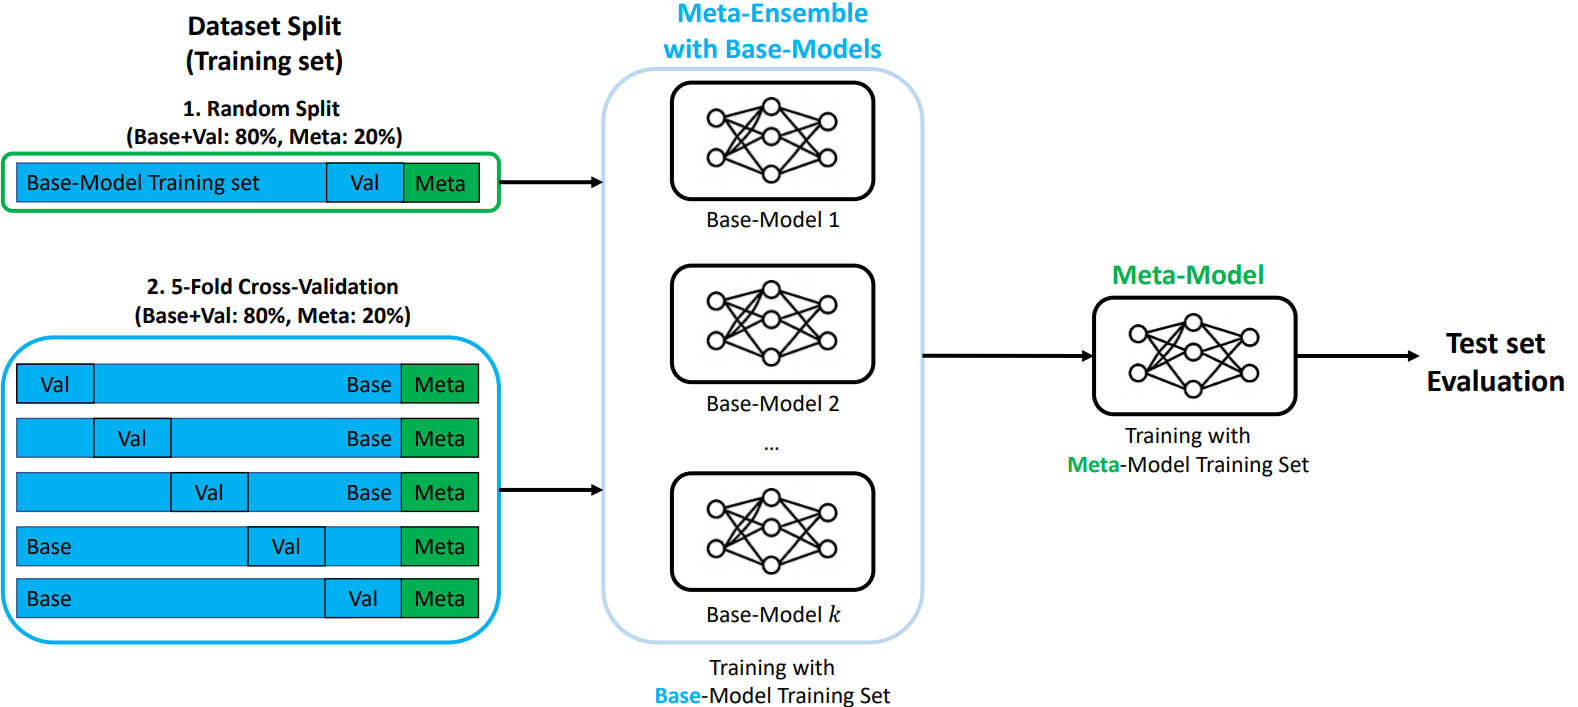 Dataset Split
(Training set)
1. Random Split
(Base+Val: 80%, Meta: 20%)
Base-Model Training set Val Meta
2. 5-Fold Cross-Validation
(Base+Val: 80%, Meta: 20%)
Val Base Meta
Val Base Meta
Val Base Meta
Base Val Meta
Base Val Meta
Meta-Ensemble
with Base-Models
Base-Model 1
Base-Model 2
...
Base-Model k
Training with
Base-Model Training Set
Meta-Model
Training with
Meta-Model Training Set
Test set
Evaluation